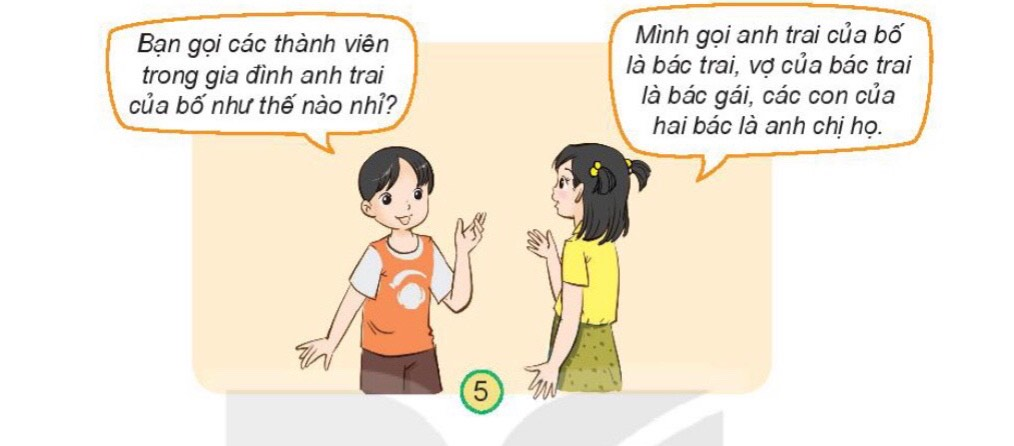 Bạn gọi các thành viên
trong gia đình anh trai
của bố như thế nào nhỉ?
Mình gọi anh trai của bố
là bác trai, vợ của bác trai
là bác gái, các con của
hai bác là anh chị họ.
5